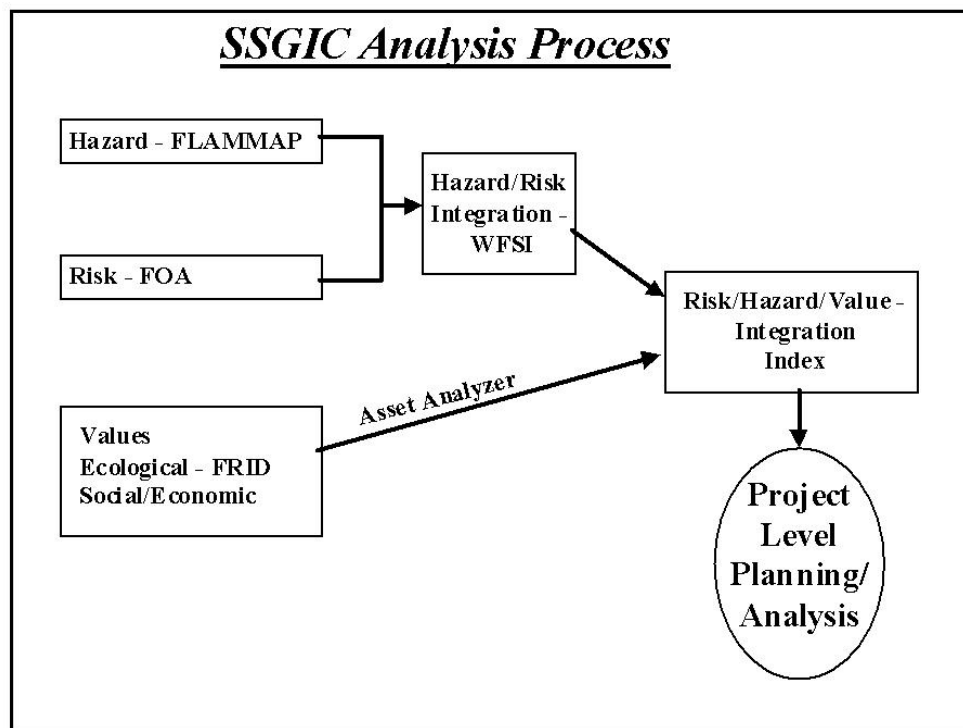 SSGIC Analysis Process
Hazard - FLAMMAP
Hazard/Risk
Integration -
WFSI
Risk - FOA
Risk/Hazard/Value -
Integration
Index
Asset Analyzer
Values
Ecological - FRID
Social/Economic
Project
Level
Planning/
Analysis